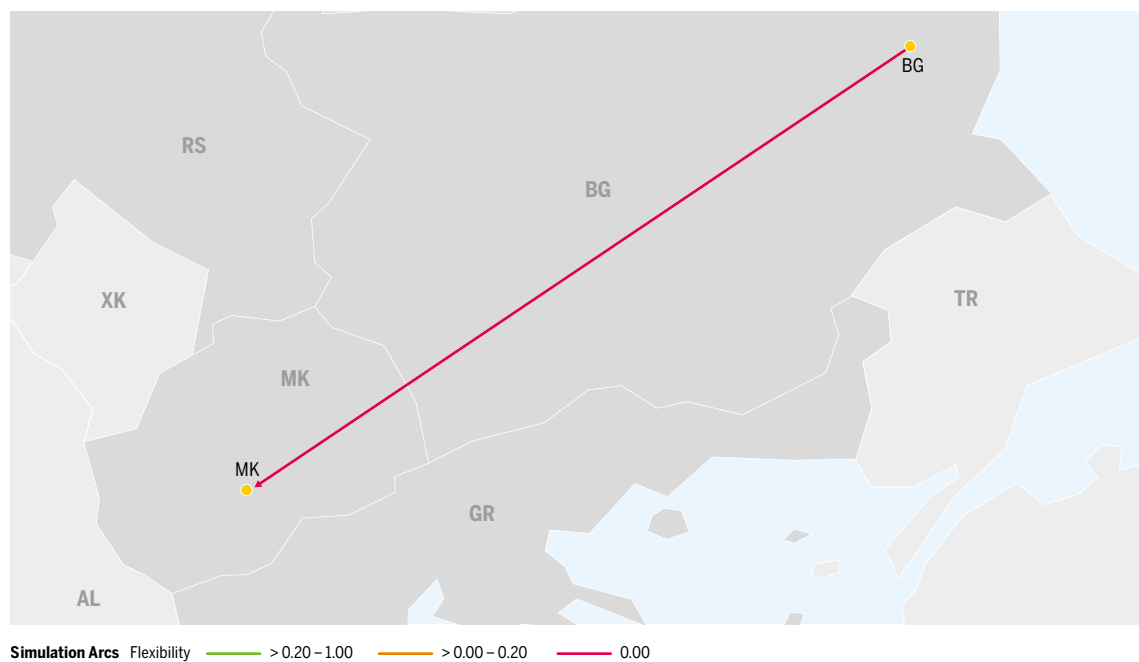 BG
RS
BG
XK
TR
MK
MK
GR
AL
Simulation Arcs Flexibility > 0.20 – 1.00 > 0.00 – 0.20 0.00